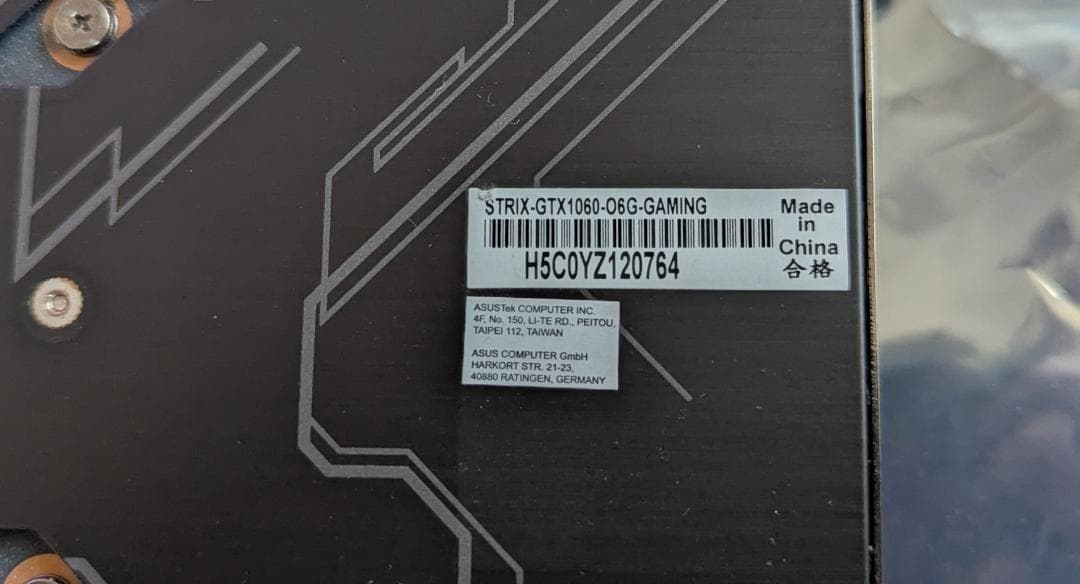 STRIX-GTX1060-O6G-GAMING
H5C0YZ120764
Made
in
China
合格
ASUSTek COMPUTER INC.
4F, No. 150, LI-TE RD., PEITOU,
TAIPEI 112, TAIWAN
ASUS COMPUTER GmbH
HARKORT STR. 21-23,
40880 RATINGEN, GERMANY